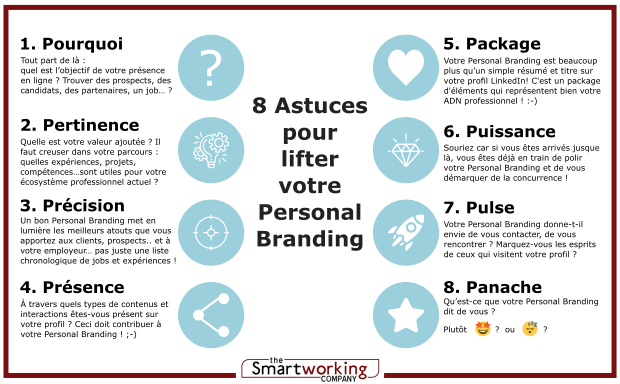 1. Pourquoi
Tout part de là :
quel est l'objectif de votre présence
en ligne ? Trouver des prospects, des
candidats, des partenaires, un job... ?
2. Pertinence
Quelle est votre valeur ajoutée ? Il
faut creuser dans votre parcours :
quelles expériences, projets,
compétences...sont utiles pour votre
écosystème professionnel actuel ?
3. Précision
Un bon Personal Branding met en
lumière les meilleurs atouts que vous
apportez aux clients, prospects.. et à
votre employeur... pas juste une liste
chronologique de jobs et expériences !
4. Présence
À travers quels types de contenus et
interactions êtes-vous présent sur
votre profil ? Ceci doit contribuer à
votre Personal Branding ! ;-)
?
8 Astuces
pour
lifter
votre
Personal
Branding
5. Package
Votre Personal Branding est beaucoup
plus qu'un simple résumé et titre sur
votre profil LinkedIn! C'est un package
d'éléments qui représentent bien votre
ADN professionnel ! :-)
6. Puissance
Souriez car si vous êtes arrivés jusque
là, vous êtes déjà en train de polir
votre Personal Branding et de vous
démarquer de la concurrence !
7. Pulse
Votre Personal Branding donne-t-il
envie de vous contacter, de vous
rencontrer ? Marquez-vous les esprits
de ceux qui visitent votre profil ?
8. Panache
Qu'est-ce que votre Personal Branding
dit de vous ?
Plutôt 🤩 ? ou 😴 ?
the
Smartworking
COMPANY